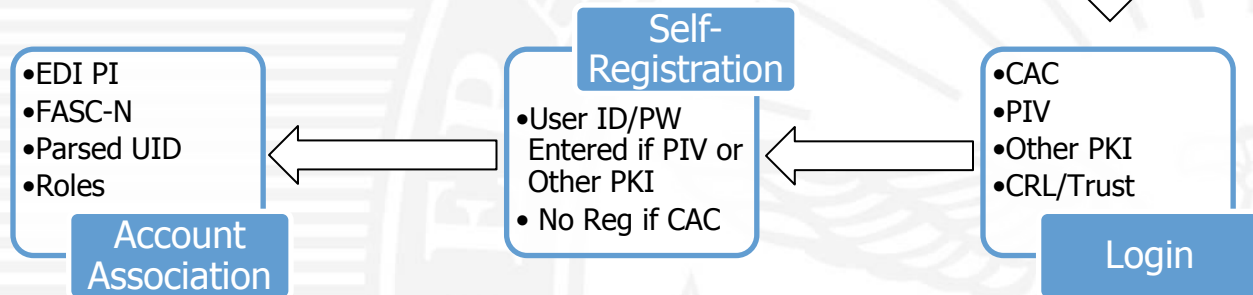 •EDI PI
•FASC-N
•Parsed UID
•Roles
Account
Association
Self-
Registration
•User ID/PW
Entered if PIV or
Other PKI
• No Reg if CAC
•CAC
•PIV
•Other PKI
•CRL/Trust
Login